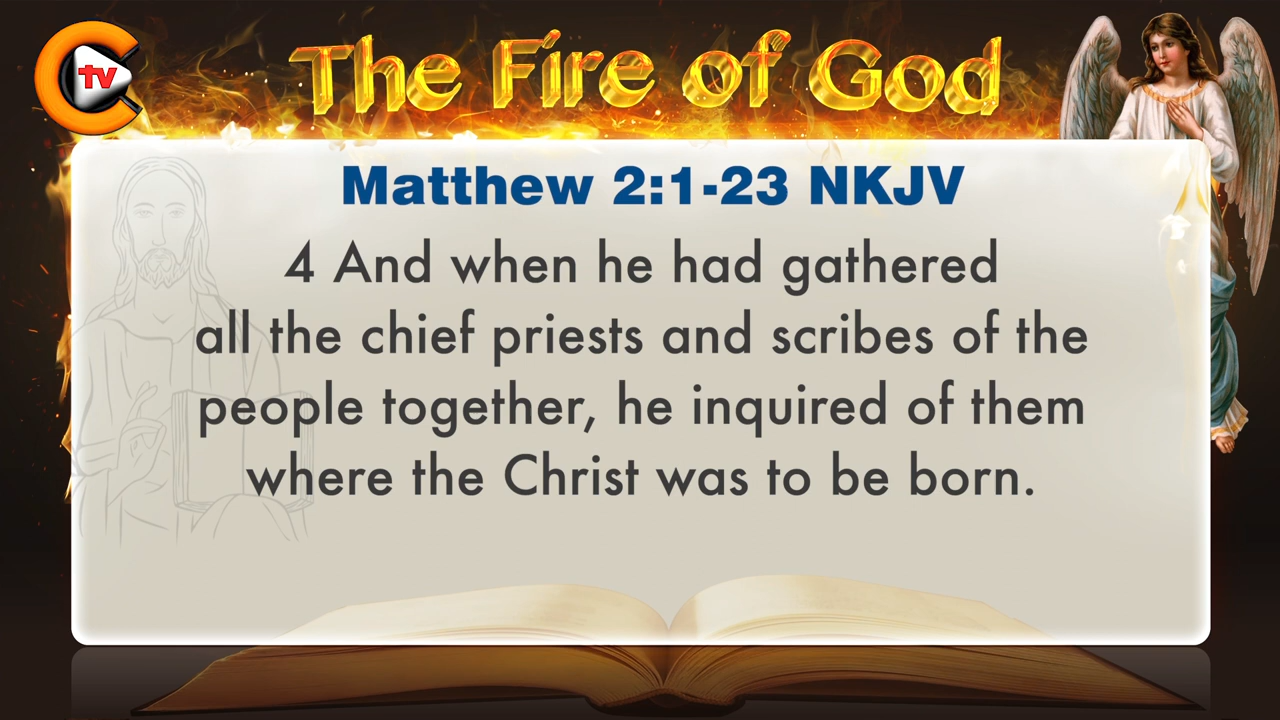 tv
The Fire of God
Matthew 2:1-23 NKJV
4 And when he had gathered
all the chief priests and scribes of the
people together, he inquired of them
where the Christ was to be born.